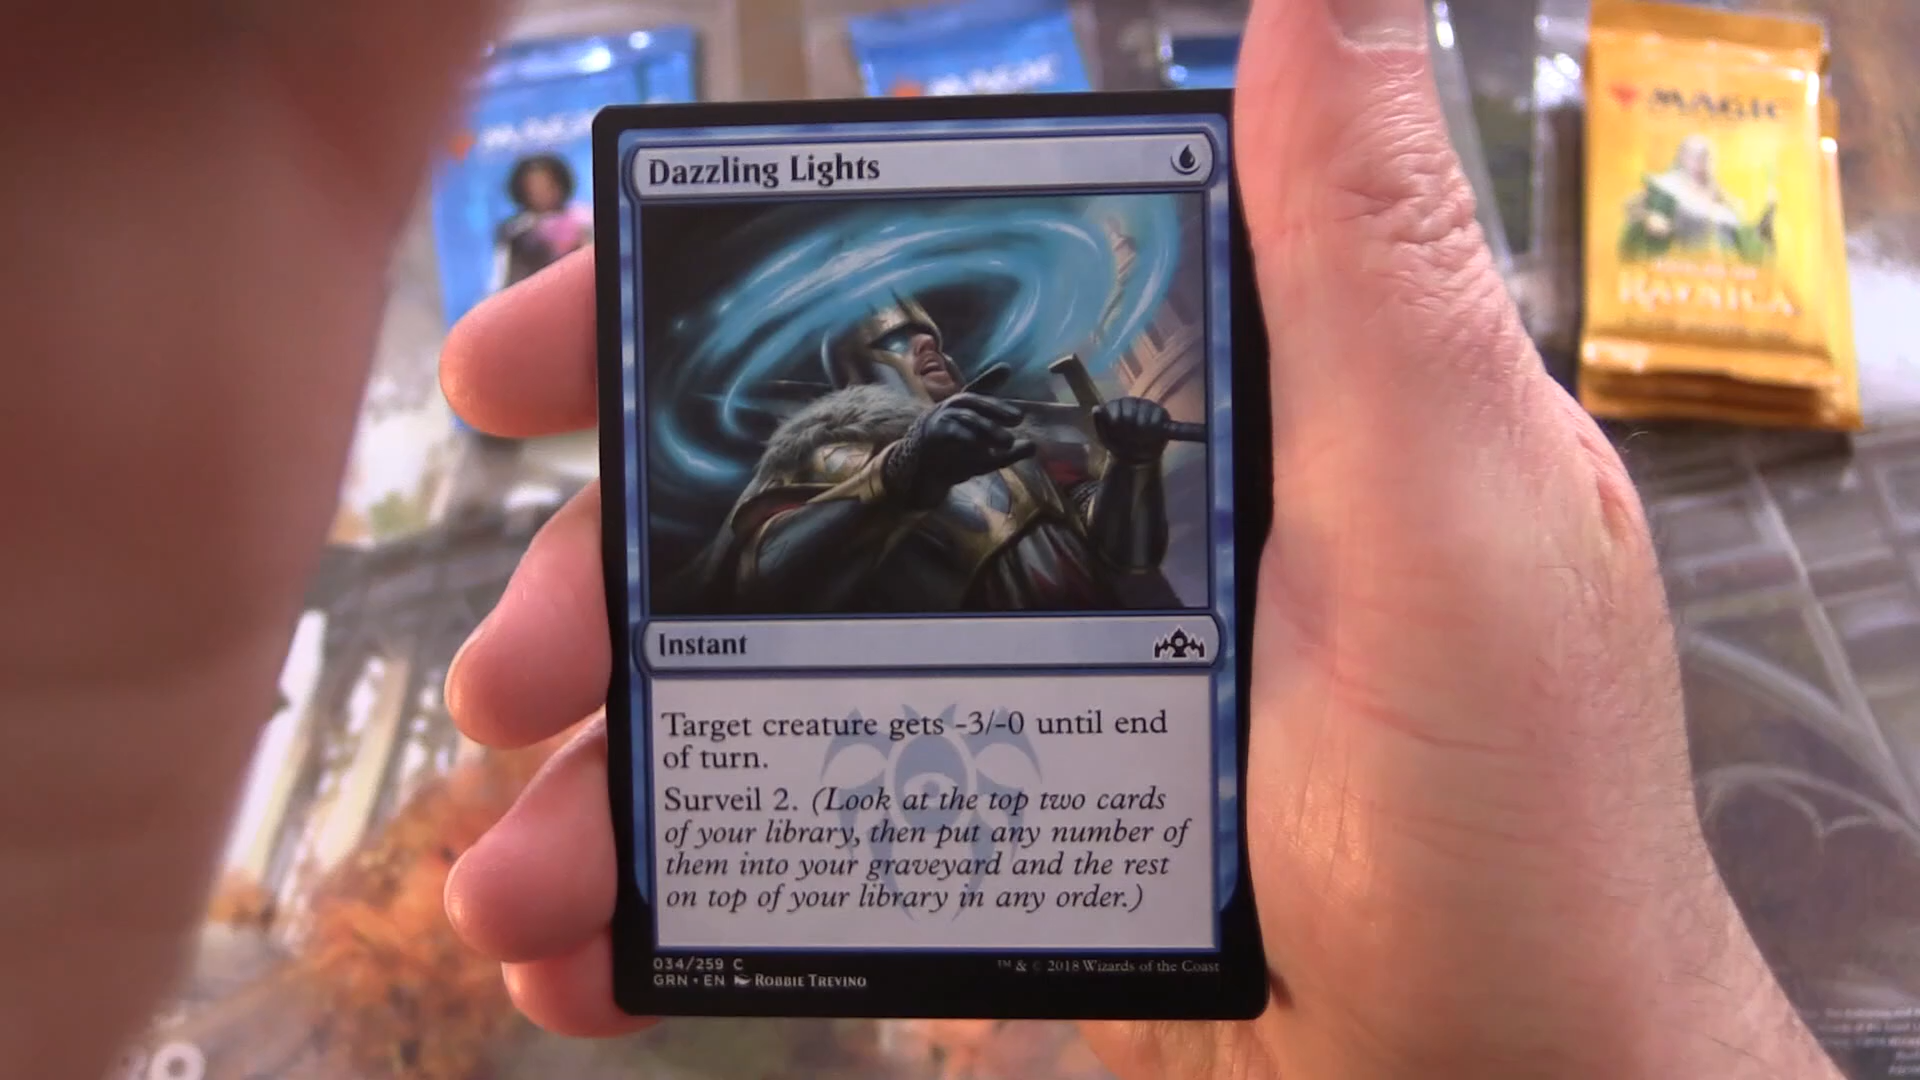 MAGIC
MAGIC
MAGIC
RAVNICA
Dazzling Lights
Instant
Target creature gets -3/-0 until end
of turn.
Surveil 2. (Look at the top two cards
of your library, then put any number of
them into your graveyard and the rest
on top of your library in any order.)
034/259 C
GRN • EN ROBBIE TREVINO
™ & © 2018 Wizards of the Coast